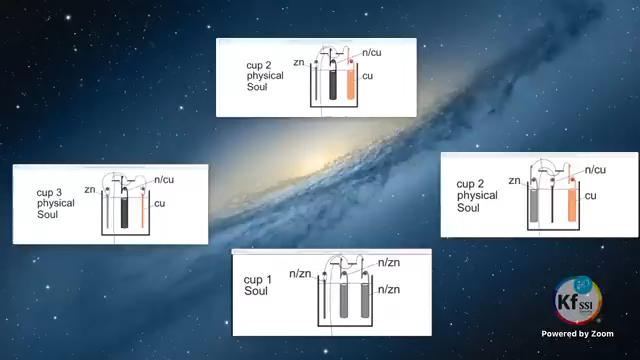 cup 2
physical
Soul
zn
n/cu
cu
cup 3
physical
Soul
zn
n/cu
cu
cup 2
physical
Soul
zn
n/cu
cu
cup 1
Soul
n/zn
n/zn
n/zn
Kf SSI
Powered by Zoom